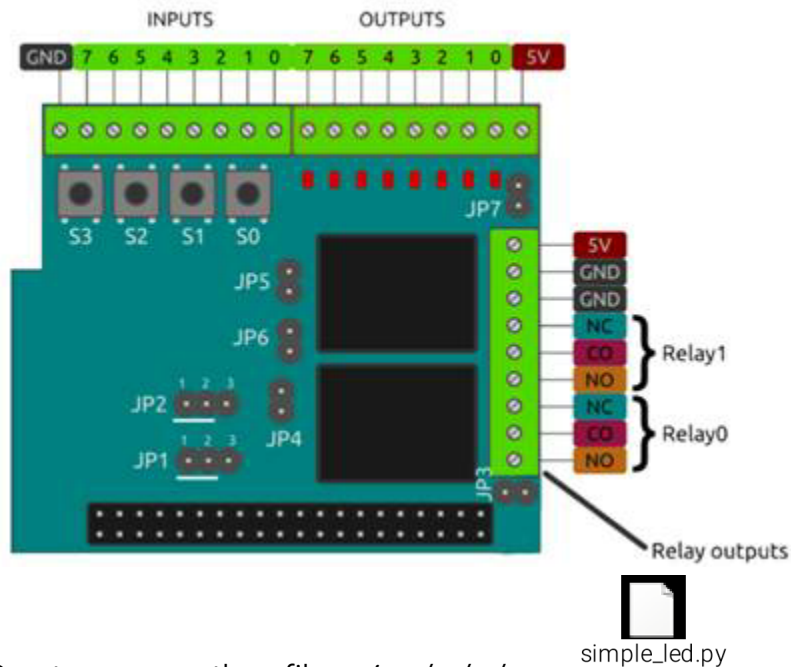 INPUTS OUTPUTS
GND 7 6 5 4 3 2 1 0 7 6 5 4 3 2 1 0 5V
S3 S2 S1 S0
JP7
5V
GND
GND
NC
CO
NO
Relay1
NC
CO
NO
Relay0
JP5
JP6
1 2 3
JP2
JP4
1 2 3
JP1
JP3
Relay outputs
simple_led.py